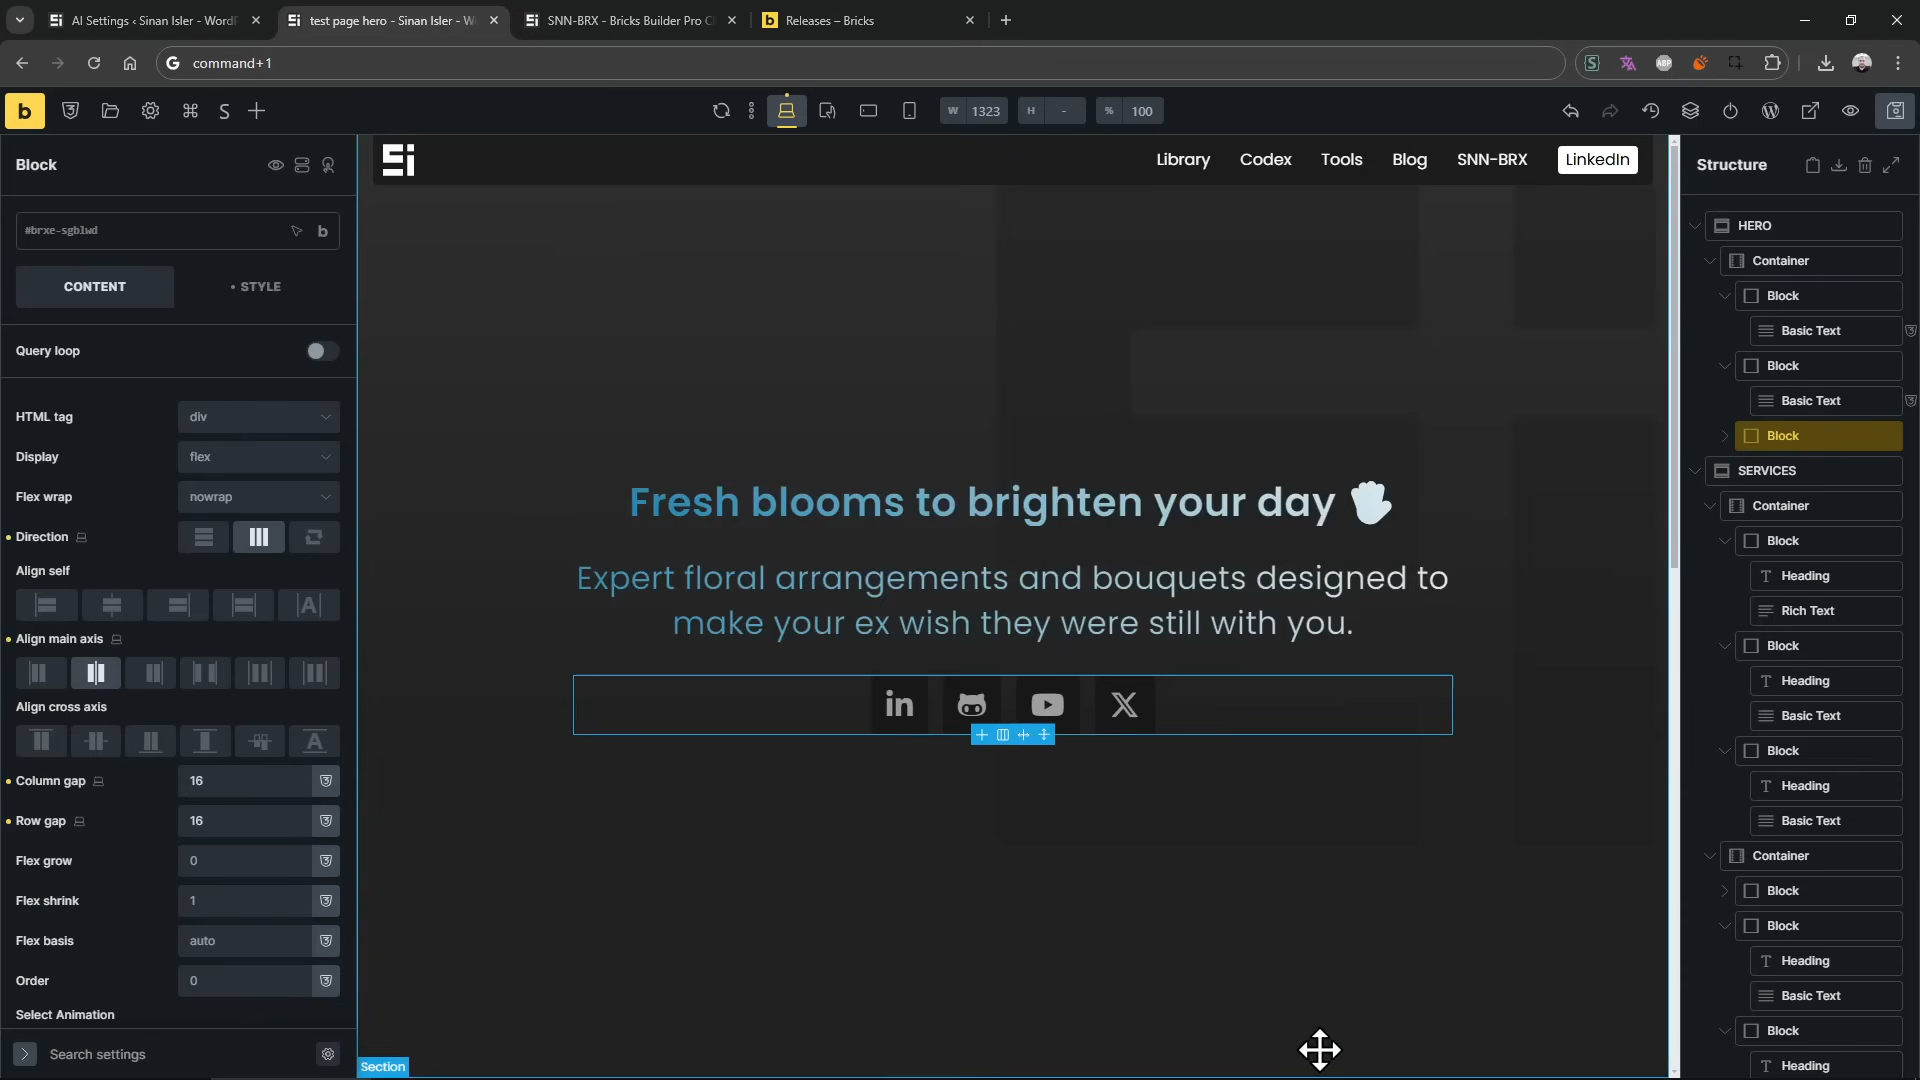 AI Settings ‹ Sinan Isler - WordP
test page hero - Sinan Isler - W
SNN-BRX - Bricks Builder Pro C
Releases – Bricks
command+1
b
S
W 1323
H -
% 100
Block
#brxe-sgblwd
b
CONTENT
• STYLE
Query loop
HTML tag
div
Display
flex
Flex wrap
nowrap
Direction
Align self
A
Align main axis
Align cross axis
A
Column gap
16
Row gap
16
Flex grow
0
Flex shrink
1
Flex basis
auto
Order
0
Select Animation
Search settings
Si
Library
Codex
Tools
Blog
SNN-BRX
LinkedIn
Fresh blooms to brighten your day
Expert floral arrangements and bouquets designed to
make your ex wish they were still with you.
in
X
Section
Structure
HERO
Container
Block
Basic Text
Block
Basic Text
Block
SERVICES
Container
Block
Heading
Rich Text
Block
Heading
Basic Text
Block
Heading
Basic Text
Container
Block
Block
Heading
Basic Text
Block
Heading